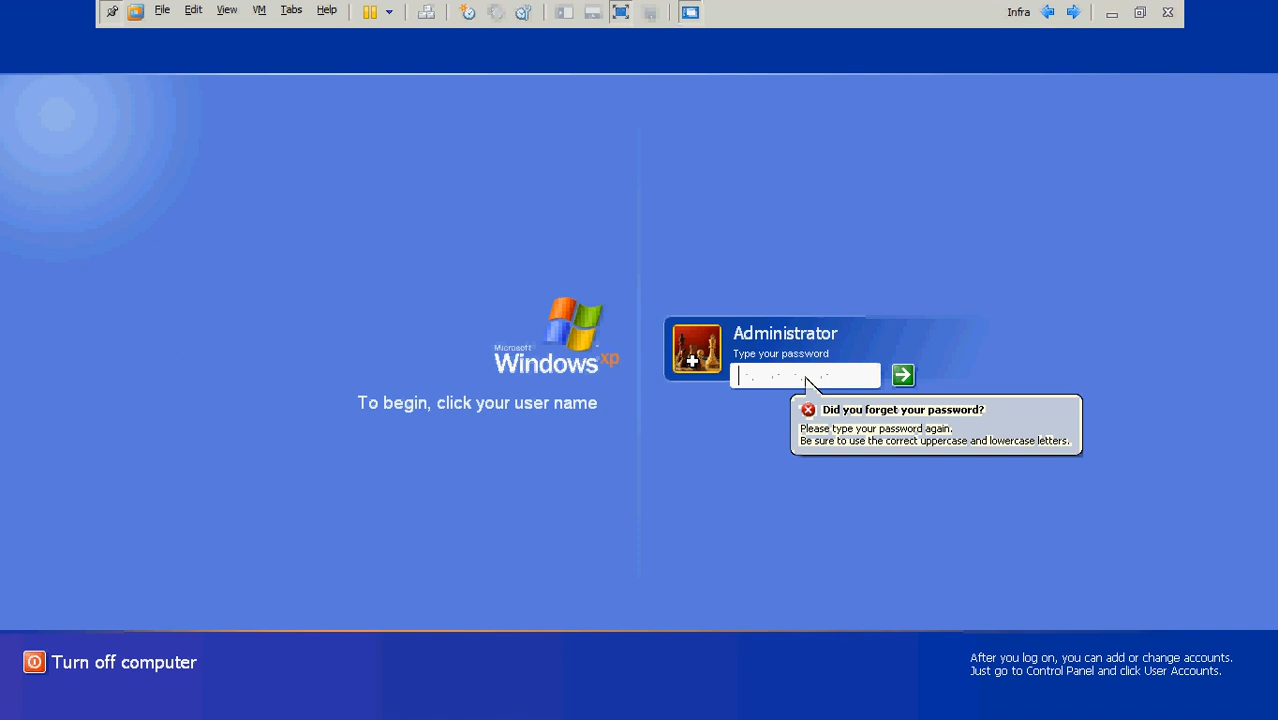 File Edit View VM Tabs Help Infra
Microsoft
Windows xp
To begin, click your user name
Administrator
Type your password
Did you forget your password?
Please type your password again.
Be sure to use the correct uppercase and lowercase letters.
Turn off computer
After you log on, you can add or change accounts.
Just go to Control Panel and click User Accounts.